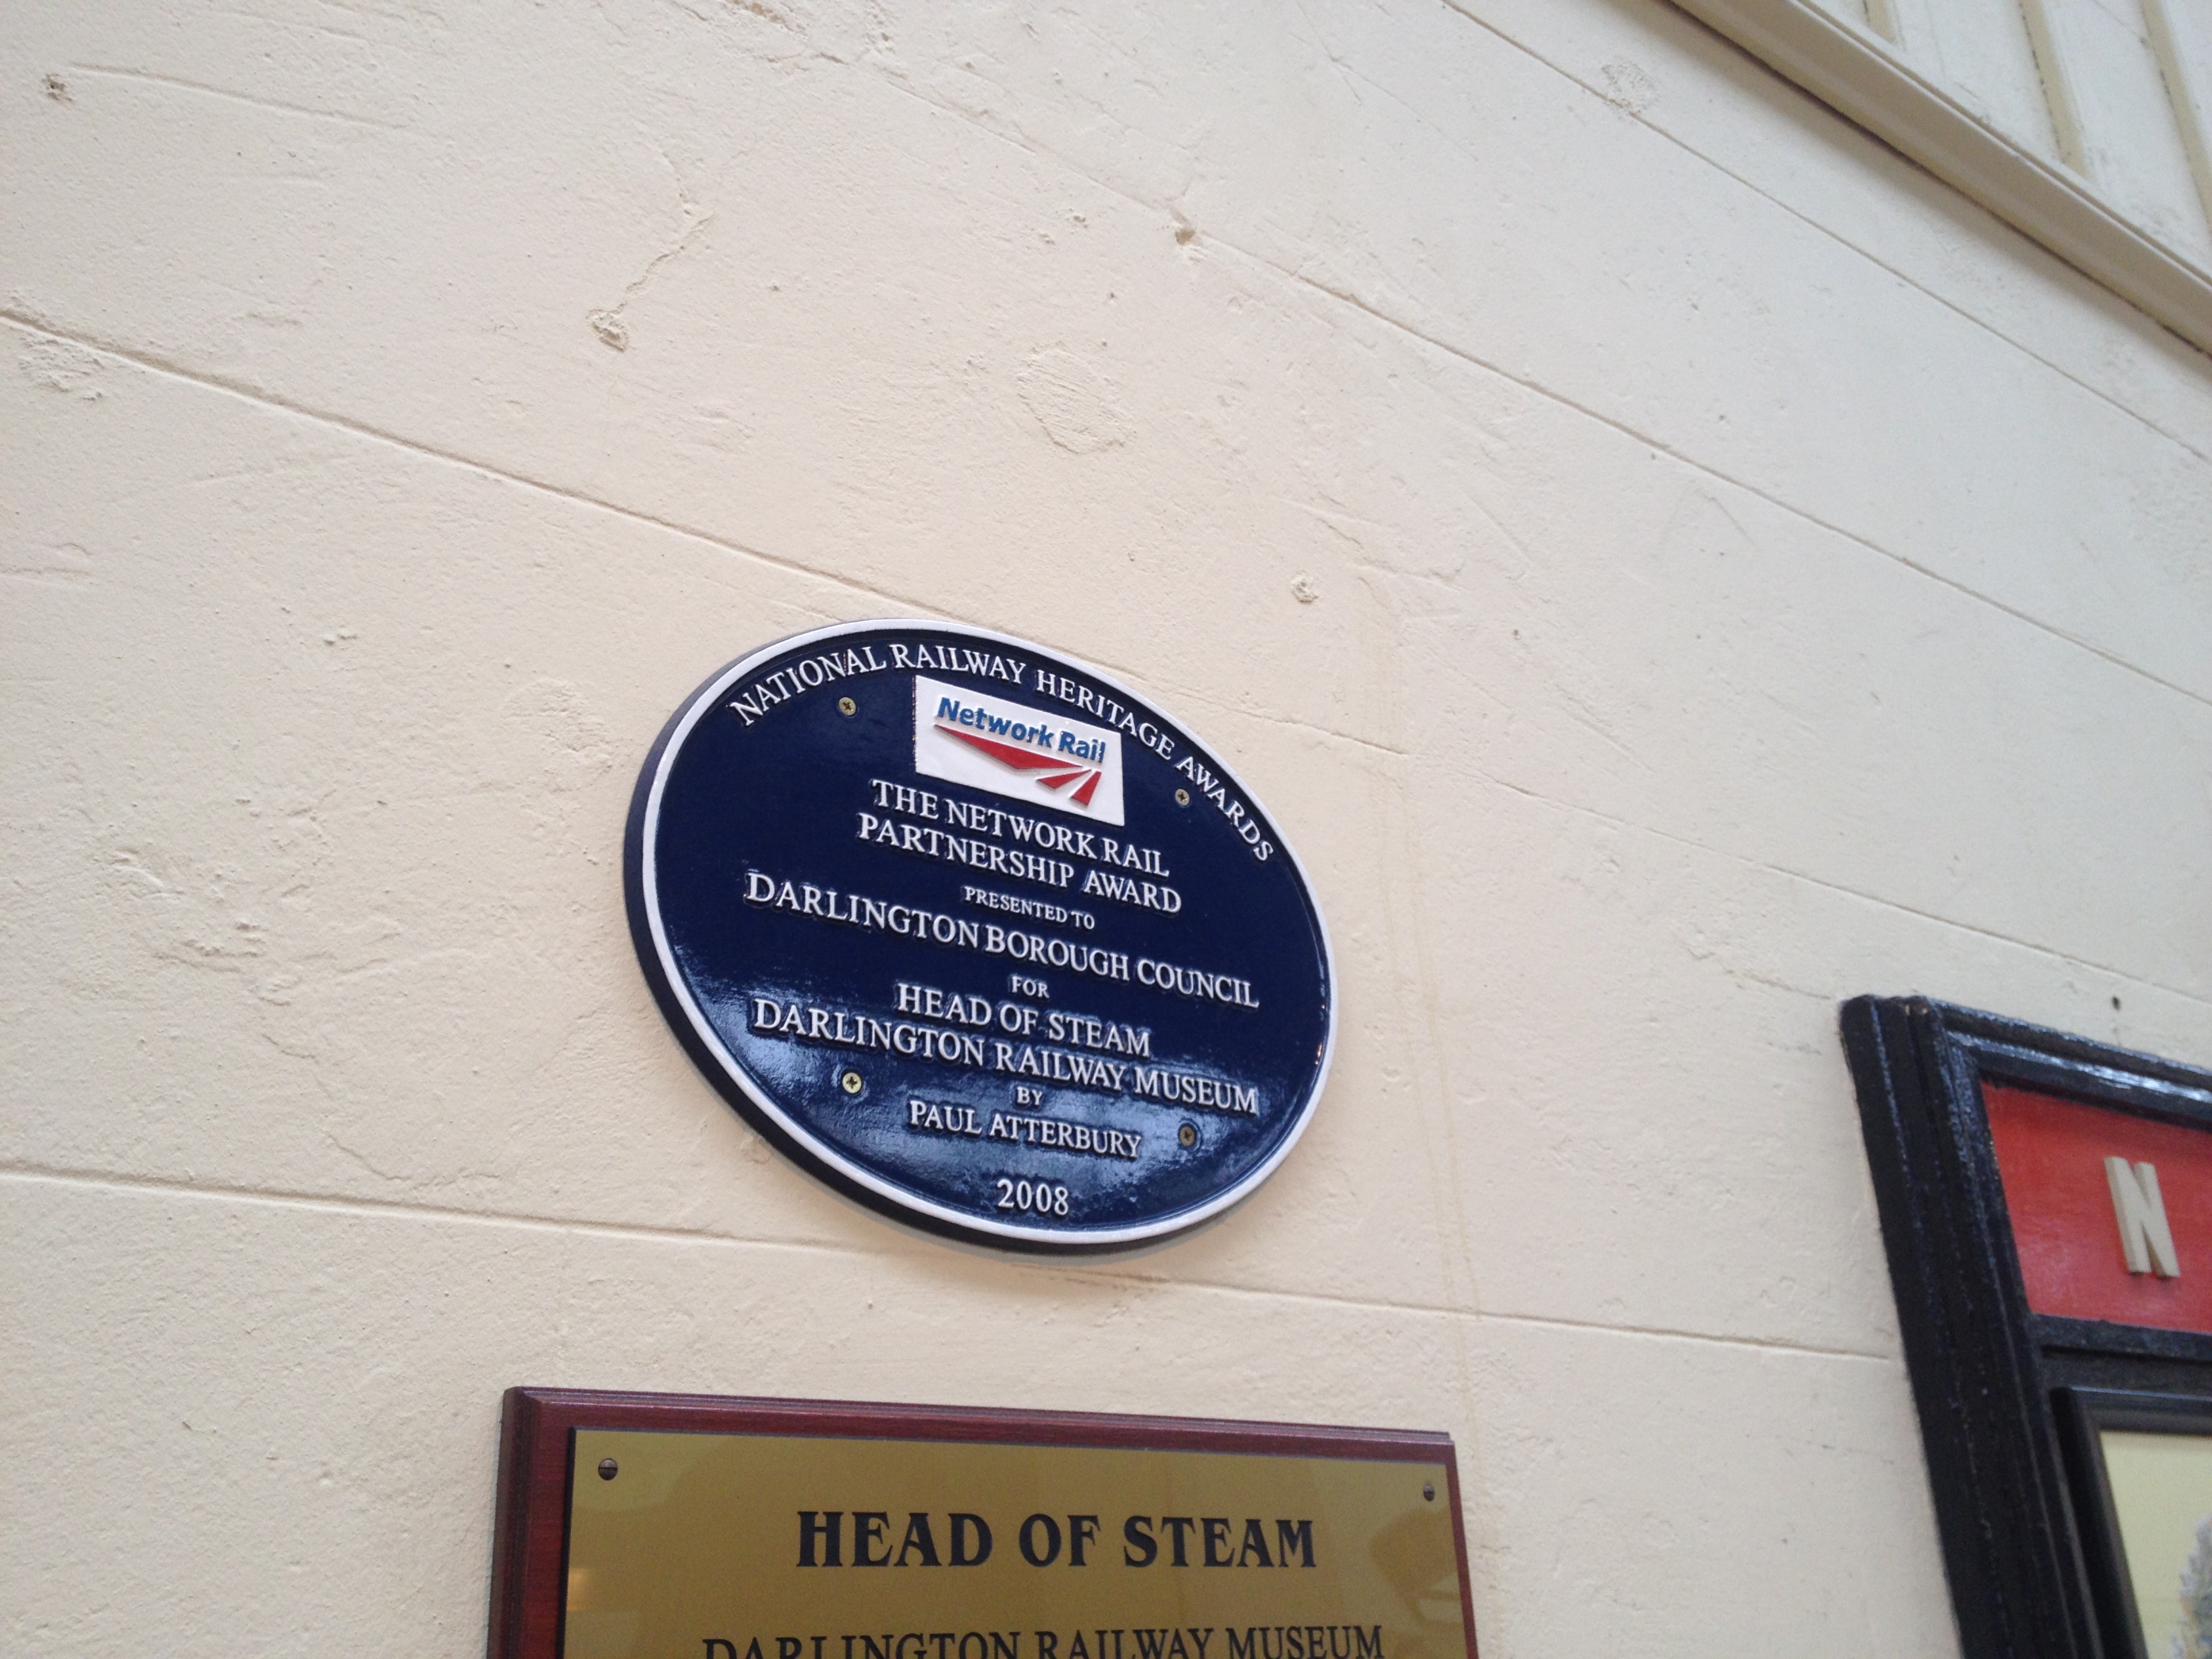 NATIONAL RAILWAY HERITAGE AWARDS
Network Rail
THE NETWORK RAIL
PARTNERSHIP AWARD
PRESENTED TO
DARLINGTON BOROUGH COUNCIL
FOR
HEAD OF STEAM
DARLINGTON RAILWAY MUSEUM
BY
PAUL ATTERBURY
2008
HEAD OF STEAM
DARLINGTON RAILWAY MUSEUM
N